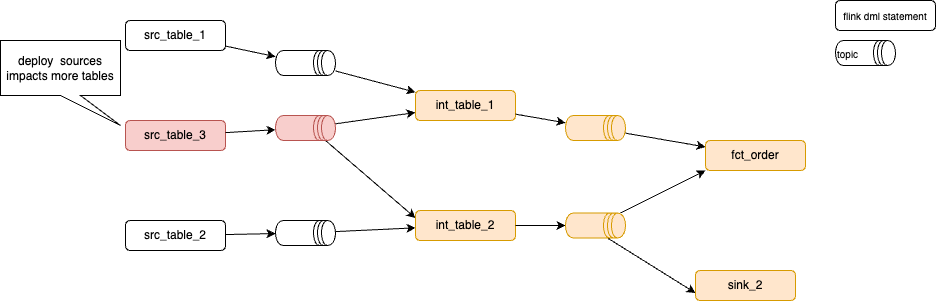 flink dml statement
src_table_1
topic
deploy sources
impacts more tables
int_table_1
src_table_3
fct_order
int_table_2
src_table_2
sink_2